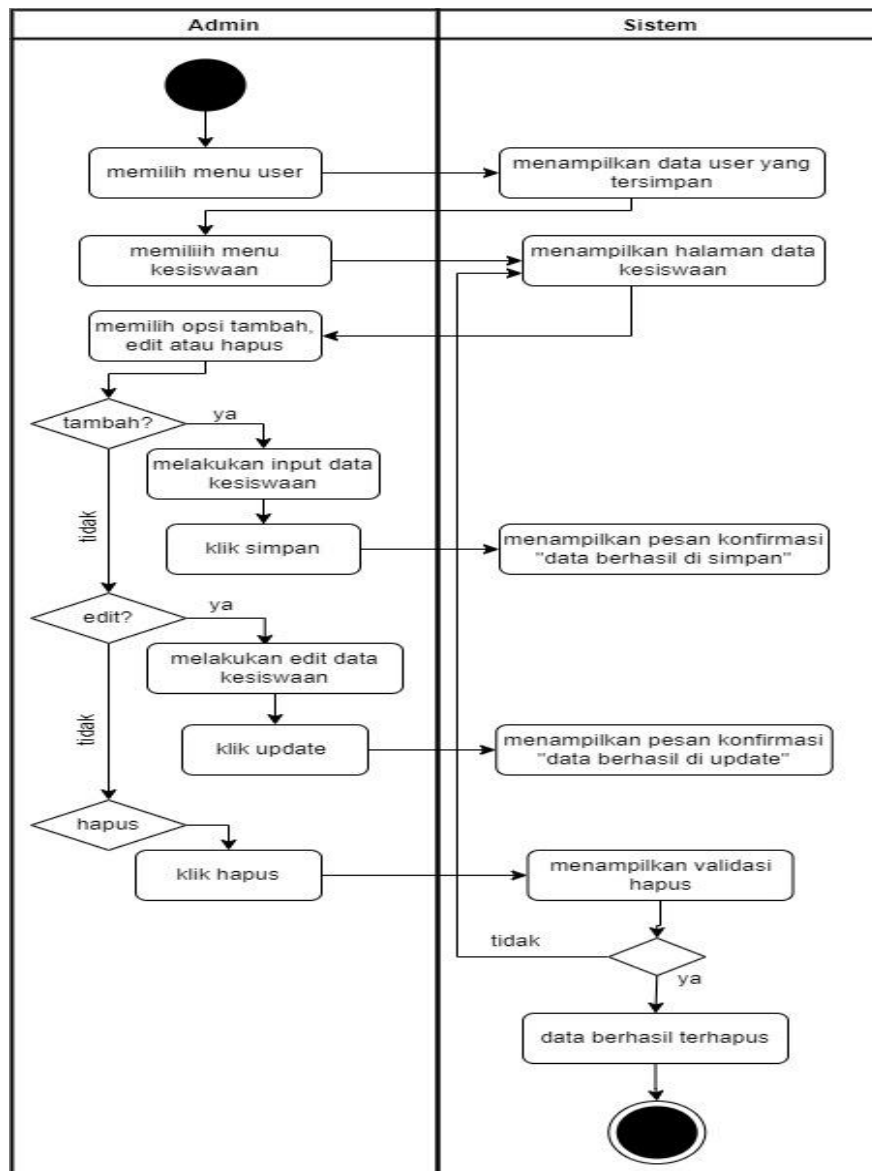 Admin
Sistem
memilih menu user
menampilkan data user yang
tersimpan
memiliih menu
kesiswaan
menampilkan halaman data
kesiswaan
memilih opsi tambah,
edit atau hapus
tambah?
ya
melakukan input data
kesiswaan
tidak
klik simpan
menampilkan pesan konfirmasi
"data berhasil di simpan"
edit?
ya
melakukan edit data
kesiswaan
tidak
klik update
menampilkan pesan konfirmasi
"data berhasil di update"
hapus
klik hapus
menampilkan validasi
hapus
tidak
ya
data berhasil terhapus